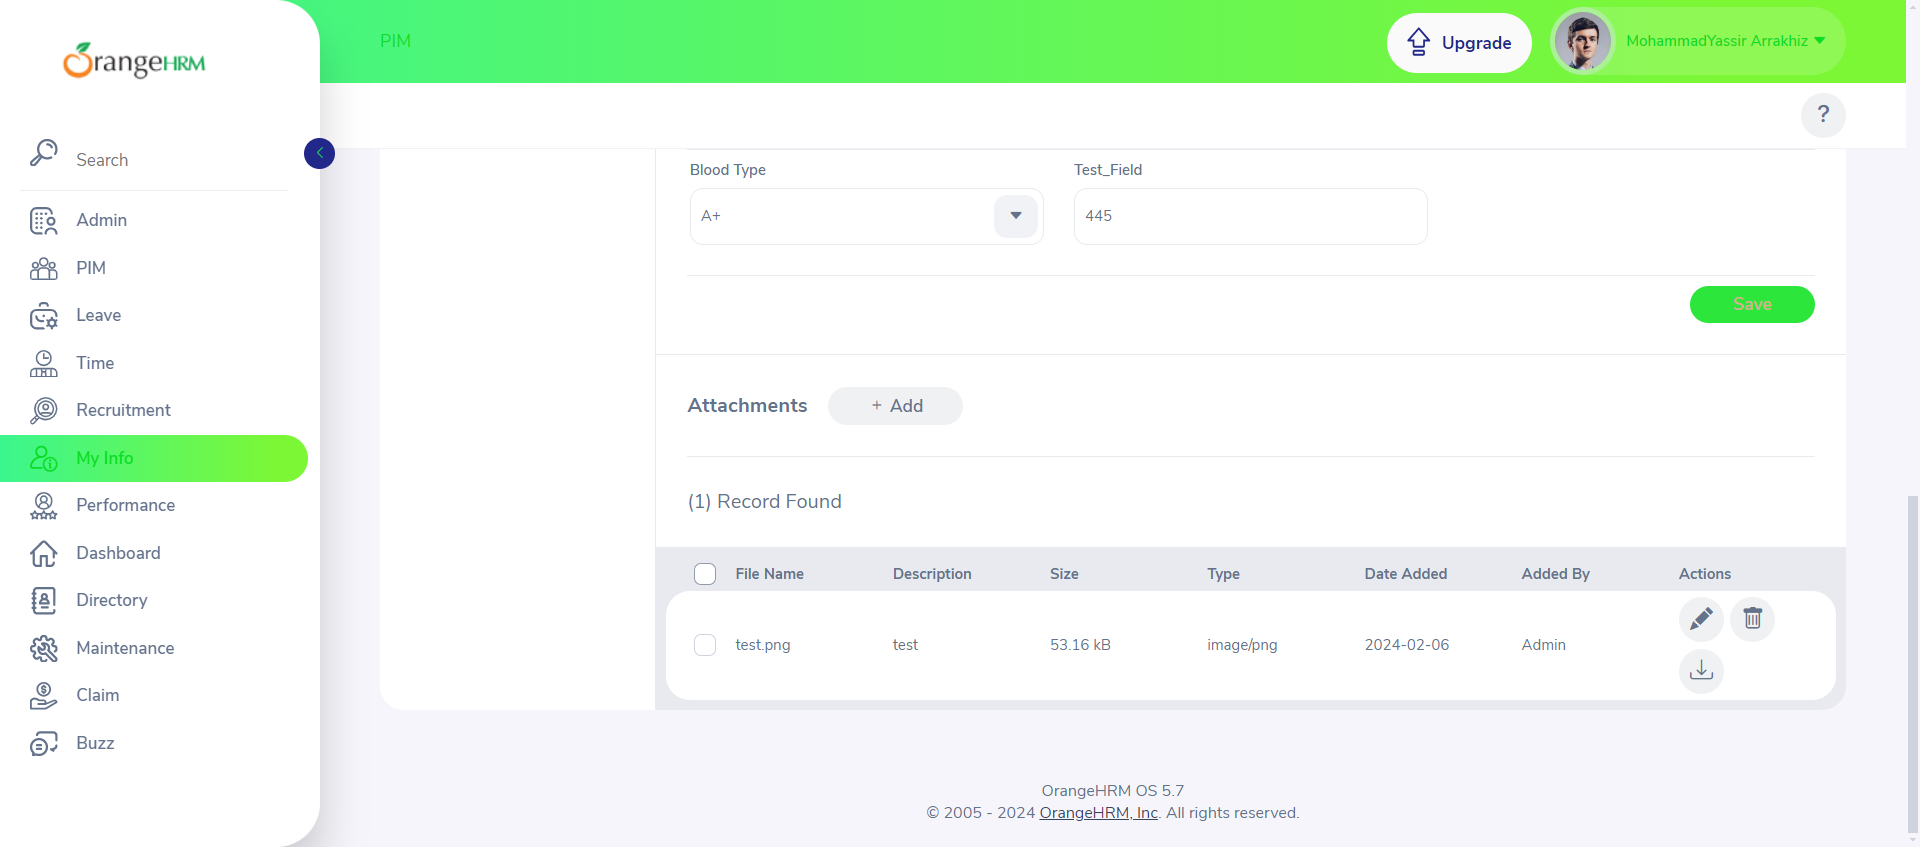 OrangeHRM
PIM
Upgrade
MohammadYassir Arrakhiz
?
Search
Admin
PIM
Leave
Time
Recruitment
My Info
Performance
Dashboard
Directory
Maintenance
Claim
Buzz
Blood Type
Test_Field
A+
445
Save
Attachments
+ Add
(1) Record Found
File Name Description Size Type Date Added Added By Actions
test.png test 53.16 kB image/png 2024-02-06 Admin
OrangeHRM OS 5.7
© 2005 - 2024 OrangeHRM, Inc. All rights reserved.